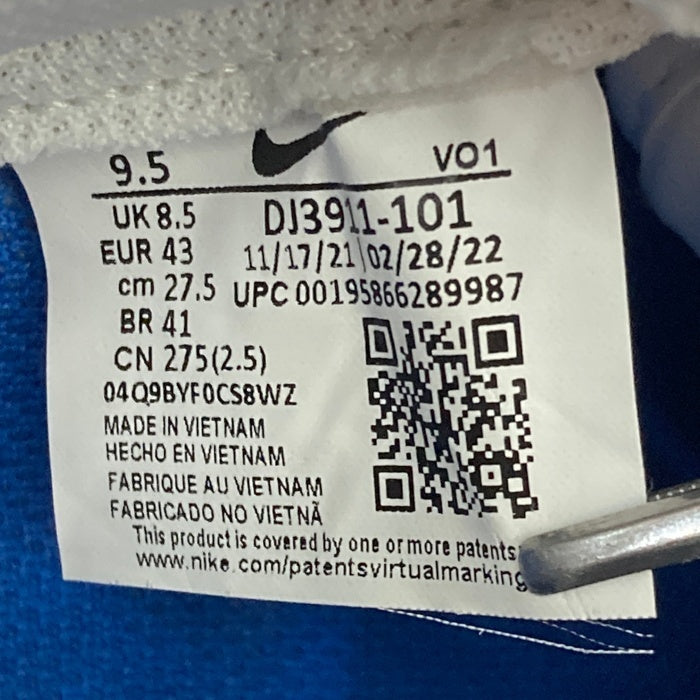 9.5 VO1
UK 8.5 DJ3911-101
EUR 43 11/17/21 02/28/22
cm 27.5 UPC 00195866289987
BR 41
CN 275(2.5)
04Q9BYF0CS8WZ
MADE IN VIETNAM
HECHO EN VIETNAM
FABRIQUE AU VIETNAM
FABRICADO NO VIETNÃ
This product is covered by one or more patents
www.nike.com/patentsvirtualmarking